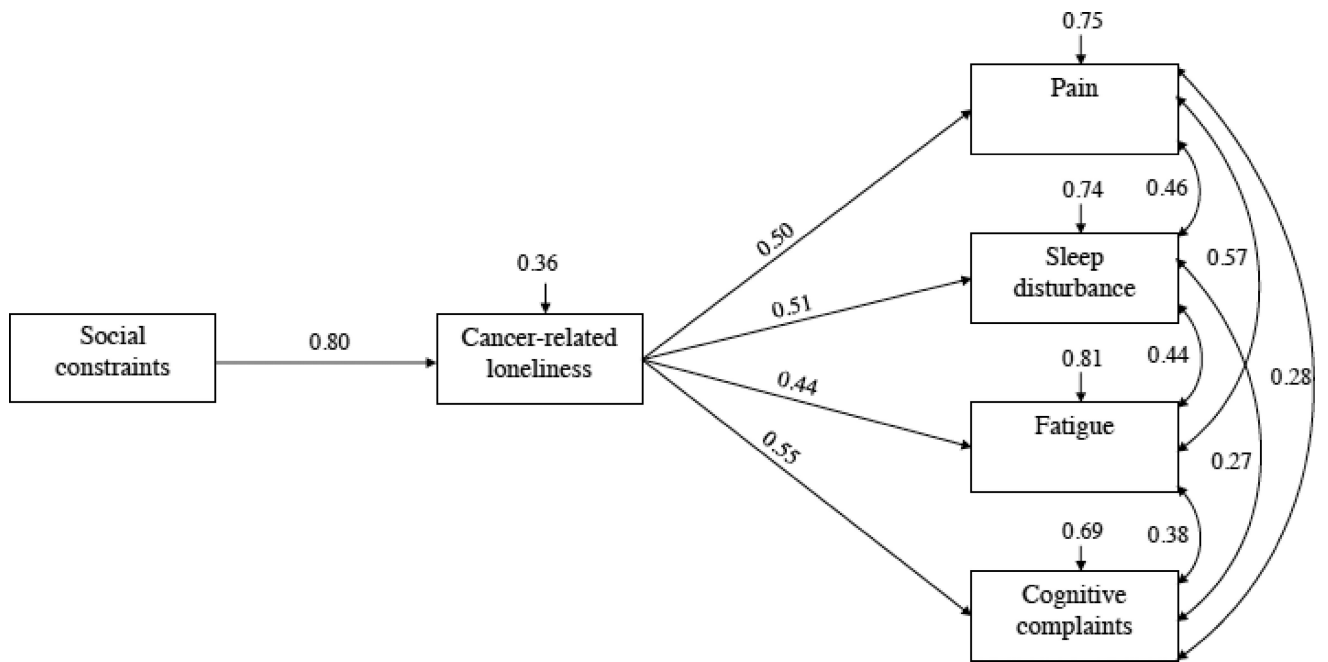 0.75
Pain
0.46
0.74
0.50
Sleep
disturbance
0.57
0.36
0.51
Social
constraints
0.80
Cancer-related
loneliness
0.44
0.81
0.28
0.44
Fatigue
0.55
0.27
0.69
0.38
Cognitive
complaints